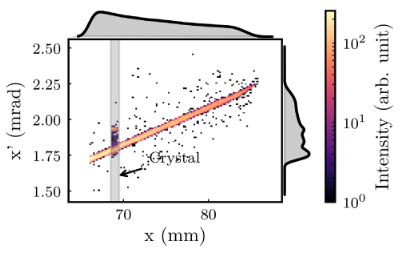 2.50
2.25
2.00
1.75
1.50
x' (mrad)
Crystal
70
80
x (mm)
10²
10¹
10⁰
Intensity (arb. unit)